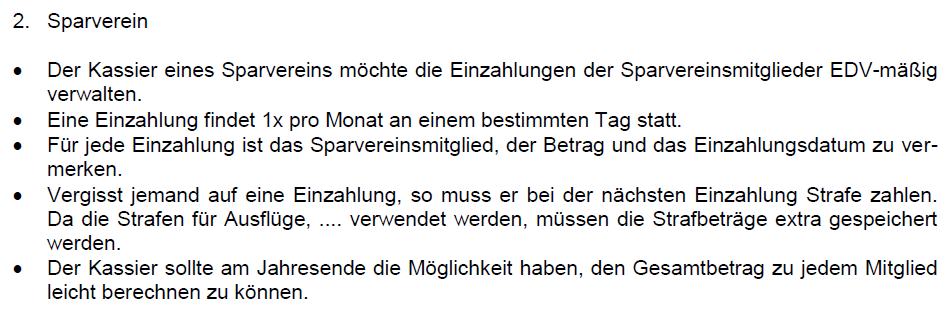 2. Sparverein
• Der Kassier eines Sparvereins möchte die Einzahlungen der Sparvereinsmitglieder EDV-mäßig
verwalten.
• Eine Einzahlung findet 1x pro Monat an einem bestimmten Tag statt.
• Für jede Einzahlung ist das Sparvereinsmitglied, der Betrag und das Einzahlungsdatum zu ver-
merken.
• Vergisst jemand auf eine Einzahlung, so muss er bei der nächsten Einzahlung Strafe zahlen.
Da die Strafen für Ausflüge, .... verwendet werden, müssen die Strafbeträge extra gespeichert
werden.
• Der Kassier sollte am Jahresende die Möglichkeit haben, den Gesamtbetrag zu jedem Mitglied
leicht berechnen zu können.